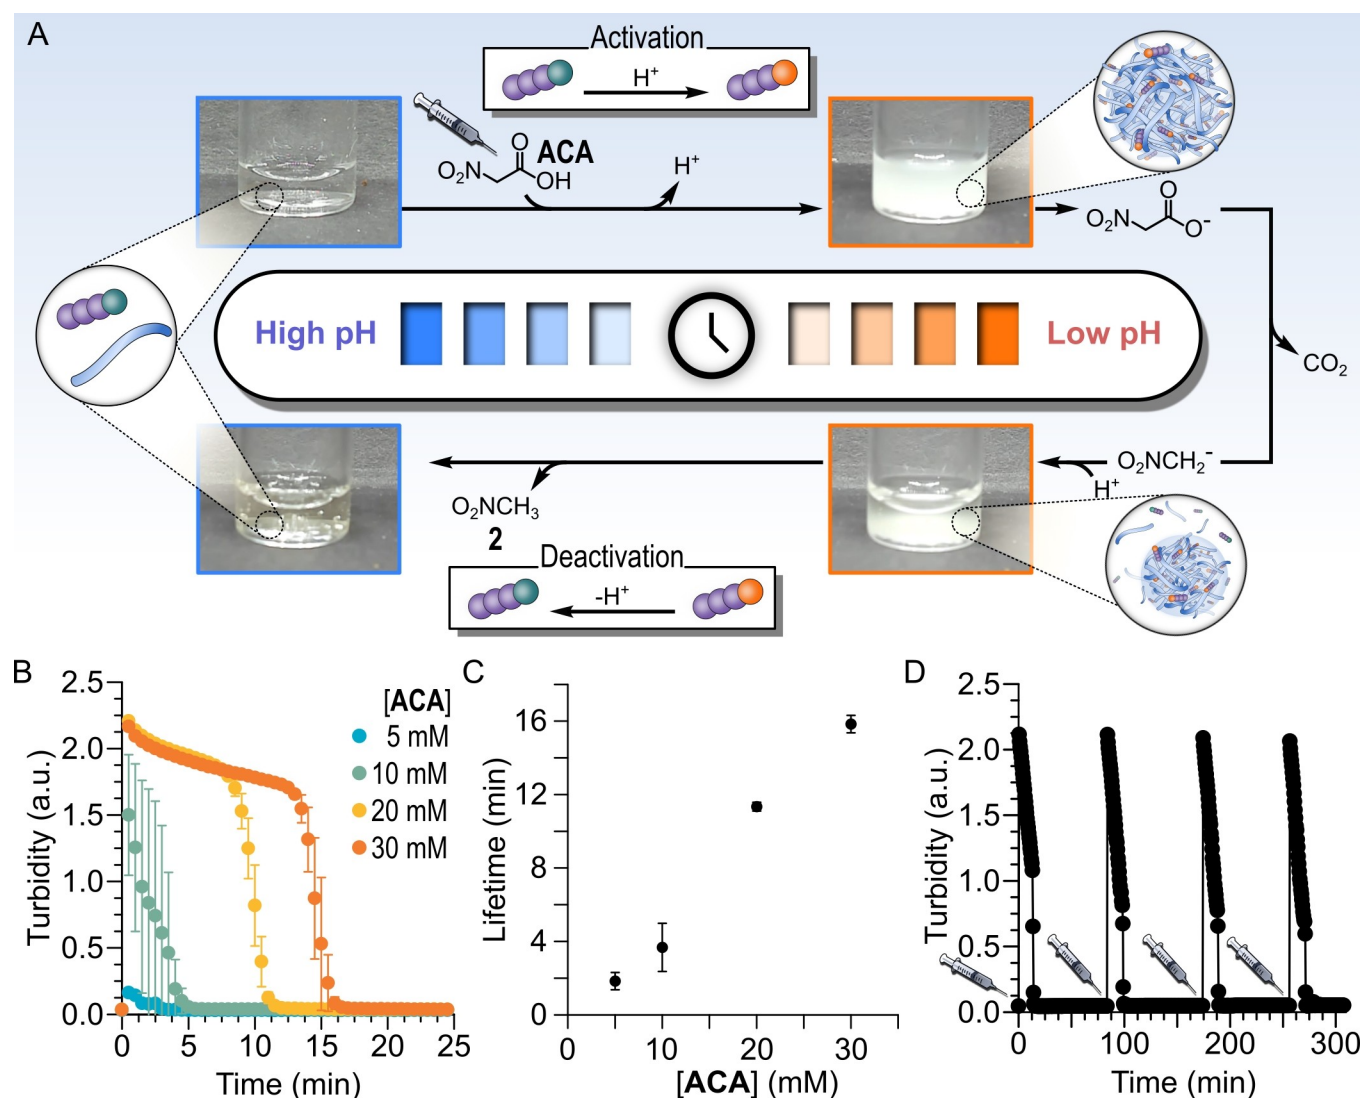 A
Activation
H⁺
ACA
O₂N
O
OH
H⁺
O₂N
O
O⁻
High pH
Low pH
CO₂
O₂NCH₂⁻
H⁺
O₂NCH₃
2
Deactivation
-H⁺
B
Turbidity (a.u.)
2.5
2.0
1.5
1.0
0.5
0.0
[ACA]
5 mM
10 mM
20 mM
30 mM
0 5 10 15 20 25
Time (min)
C
Lifetime (min)
16
12
8
4
0
0 10 20 30
[ACA] (mM)
D
Turbidity (a.u.)
2.5
2.0
1.5
1.0
0.5
0.0
0 100 200 300
Time (min)